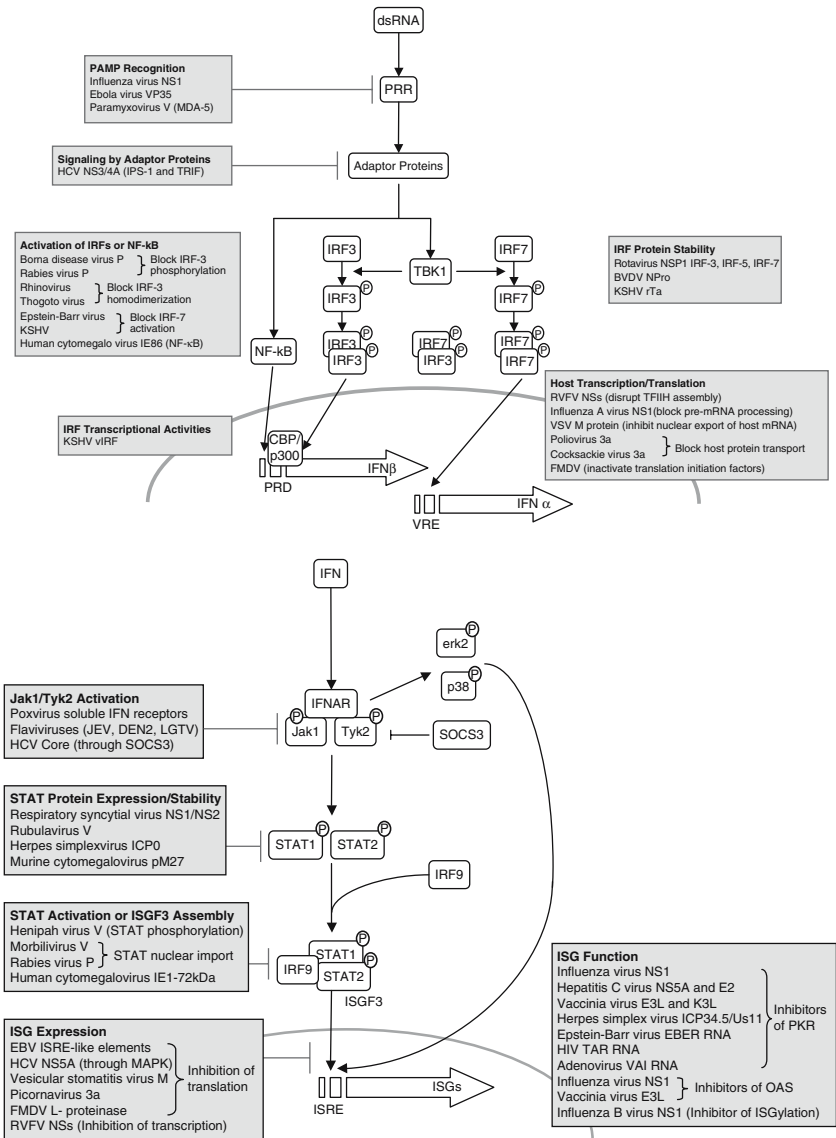 dsRNA
PAMP Recognition
Influenza virus NS1
Ebola virus VP35
Paramyxovirus V (MDA-5)
PRR
Signaling by Adaptor Proteins
HCV NS3/4A (IPS-1 and TRIF)
Adaptor Proteins
Activation of IRFs or NF-kB
Borna disease virus P
Rabies virus P
Block IRF-3
phosphorylation
Rhinovirus
Thogoto virus
Block IRF-3
homodimerization
Epstein-Barr virus
KSHV
Block IRF-7
activation
Human cytomegalo virus IE86 (NF-κB)
IRF3
TBK1
IRF7
IRF3
P
IRF7
P
NF-kB
IRF3
P
IRF3
P
IRF7
P
IRF3
P
IRF7
P
IRF7
P
IRF Protein Stability
Rotavirus NSP1 IRF-3, IRF-5, IRF-7
BVDV NPro
KSHV rTa
Host Transcription/Translation
RVFV NSs (disrupt TFIIH assembly)
Influenza A virus NS1(block pre-mRNA processing)
VSV M protein (inhibit nuclear export of host mRNA)
Poliovirus 3a
Cocksackie virus 3a
Block host protein transport
FMDV (inactivate translation initiation factors)
IRF Transcriptional Activities
KSHV vIRF
CBP/
p300
IFNβ
PRD
IFN α
VRE
IFN
erk2
P
p38
P
IFNAR
Jak1
P
Tyk2
P
SOCS3
Jak1/Tyk2 Activation
Poxvirus soluble IFN receptors
Flaviviruses (JEV, DEN2, LGTV)
HCV Core (through SOCS3)
STAT Protein Expression/Stability
Respiratory syncytial virus NS1/NS2
Rubulavirus V
Herpes simplexvirus ICP0
Murine cytomegalovirus pM27
STAT1
P
STAT2
P
IRF9
STAT Activation or ISGF3 Assembly
Henipah virus V (STAT phosphorylation)
Morbilivirus V
Rabies virus P
STAT nuclear import
Human cytomegalovirus IE1-72kDa
STAT1
P
IRF9
STAT2
P
ISGF3
ISG Expression
EBV ISRE-like elements
HCV NS5A (through MAPK)
Vesicular stomatitis virus M
Picornavirus 3a
FMDV L- proteinase
Inhibition of
translation
RVFV NSs (Inhibition of transcription)
ISRE
ISGs
ISG Function
Influenza virus NS1
Hepatitis C virus NS5A and E2
Vaccinia virus E3L and K3L
Herpes simplex virus ICP34.5/Us11
Epstein-Barr virus EBER RNA
HIV TAR RNA
Adenovirus VAI RNA
Inhibitors
of PKR
Influenza virus NS1
Vaccinia virus E3L
Inhibitors of OAS
Influenza B virus NS1 (Inhibitor of ISGylation)